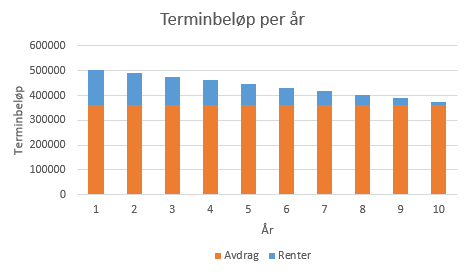 Terminbeløp per år
Terminbeløp
600000
500000
400000
300000
200000
100000
0
1 2 3 4 5 6 7 8 9 10
År
Avdrag Renter